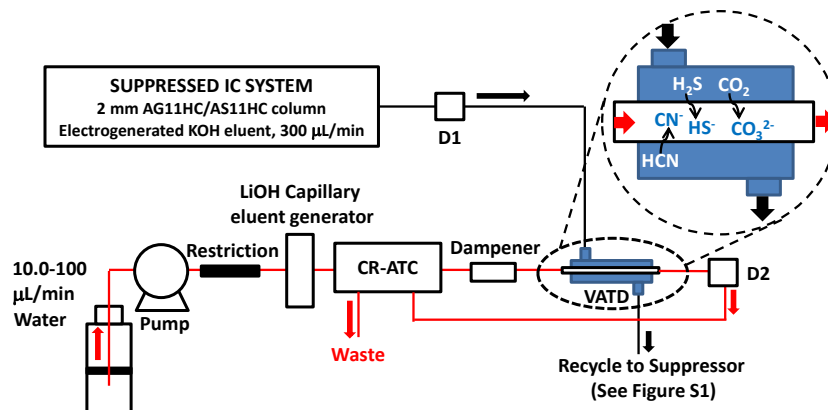 SUPPRESSED IC SYSTEM
2 mm AG11HC/AS11HC column
Electrogenerated KOH eluent, 300 µL/min
D1
H₂S CO₂
CN⁻ HS⁻ CO₃²⁻
HCN
LiOH Capillary
eluent generator
10.0-100
µL/min
Water
Pump
Restriction
CR-ATC
Dampener
VATD
D2
Waste
Recycle to Suppressor
(See Figure S1)